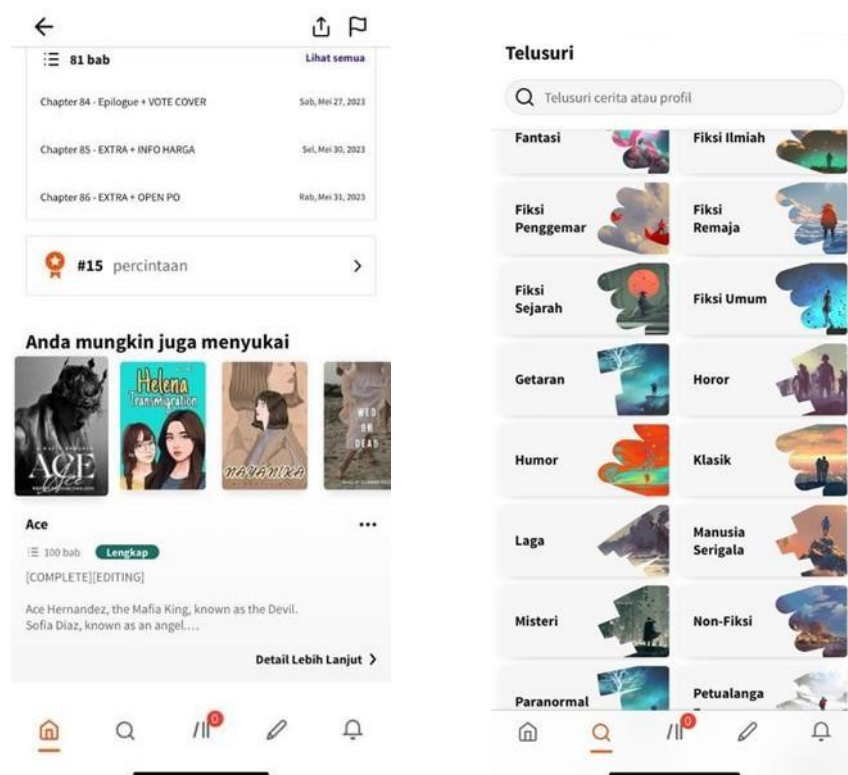 81 bab
Lihat semua
Chapter 84 - Epilogue + VOTE COVER
Sab, Mei 27, 2023
Chapter 85 - EXTRA + INFO HARGA
Sel, Mei 30, 2023
Chapter 86 - EXTRA + OPEN PO
Rab, Mei 31, 2023
#15 percintaan
Anda mungkin juga menyukai
A MAFIA ROMANCE
ACE
Ace
Helena
Transmigration
NAYANIKA
WED
OR
DEAD
Ace
100 bab
Lengkap
[COMPLETE][EDITING]
Ace Hernandez, the Mafia King, known as the Devil.
Sofia Diaz, known as an angel....
Detail Lebih Lanjut
0
Telusuri
Telusuri cerita atau profil
Fantasi
Fiksi Ilmiah
Fiksi
Penggemar
Fiksi
Remaja
Fiksi
Sejarah
Fiksi Umum
Getaran
Horor
Humor
Klasik
Laga
Manusia
Serigala
Misteri
Non-Fiksi
Paranormal
Petualanga
0